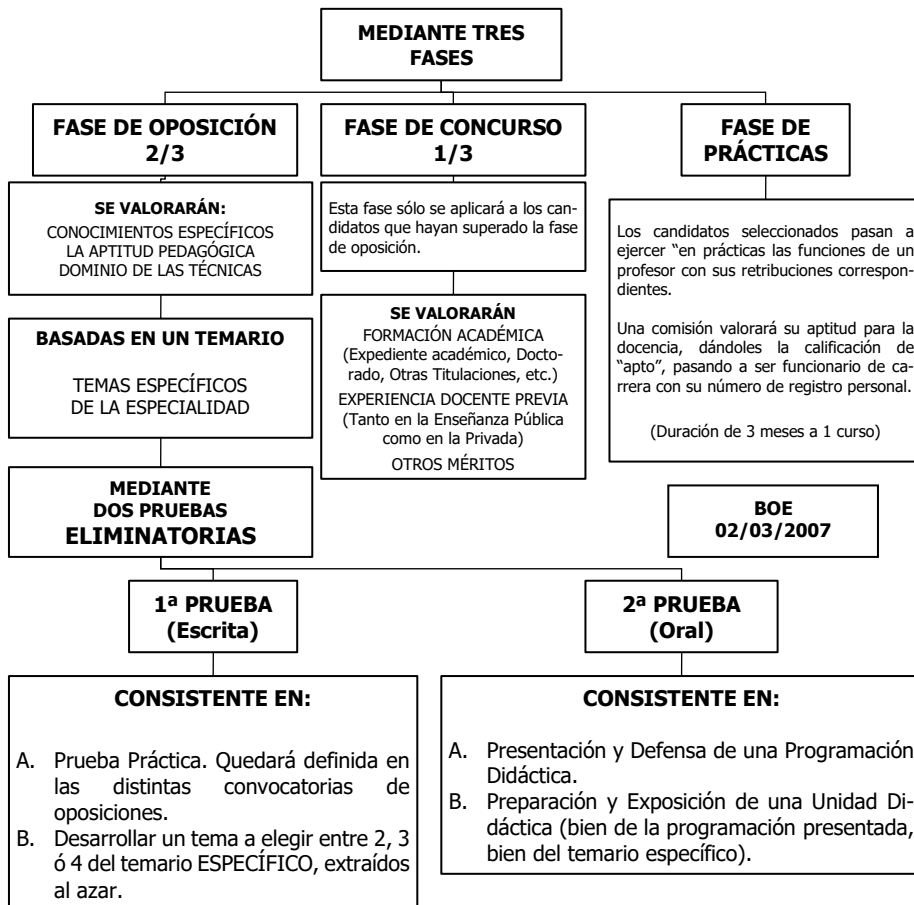 MEDIANTE TRES
FASES
FASE DE OPOSICIÓN
2/3
FASE DE CONCURSO
1/3
FASE DE
PRÁCTICAS
SE VALORARÁN:
CONOCIMIENTOS ESPECÍFICOS
LA APTITUD PEDAGÓGICA
DOMINIO DE LAS TÉCNICAS
Esta fase sólo se aplicará a los can-
didatos que hayan superado la fase
de oposición.
Los candidatos seleccionados pasan a
ejercer “en prácticas las funciones de un
profesor con sus retribuciones correspon-
dientes.
Una comisión valorará su aptitud para la
docencia, dándoles la calificación de
“apto”, pasando a ser funcionario de ca-
rrera con su número de registro personal.
(Duración de 3 meses a 1 curso)
BASADAS EN UN TEMARIO
TEMAS ESPECÍFICOS
DE LA ESPECIALIDAD
SE VALORARÁN
FORMACIÓN ACADÉMICA
(Expediente académico, Docto-
rado, Otras Titulaciones, etc.)
EXPERIENCIA DOCENTE PREVIA
(Tanto en la Enseñanza Pública
como en la Privada)
OTROS MÉRITOS
MEDIANTE
DOS PRUEBAS
ELIMINATORIAS
BOE
02/03/2007
1ª PRUEBA
(Escrita)
2ª PRUEBA
(Oral)
CONSISTENTE EN:
A. Prueba Práctica. Quedará definida en
las distintas convocatorias de
oposiciones.
B. Desarrollar un tema a elegir entre 2, 3
ó 4 del temario ESPECÍFICO, extraídos
al azar.
CONSISTENTE EN:
A. Presentación y Defensa de una Programación
Didáctica.
B. Preparación y Exposición de una Unidad Di-
dáctica (bien de la programación presentada,
bien del temario específico).